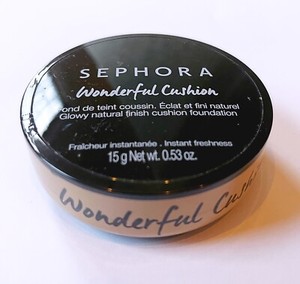 SEPHORA
Wonderful Cushion
Fond de teint coussin. Éclat et fini naturel
Glowy natural finish cushion foundation
Fraîcheur instantanée . Instant freshness
15 g Net wt. 0.53 oz.
Wonderful Cushi